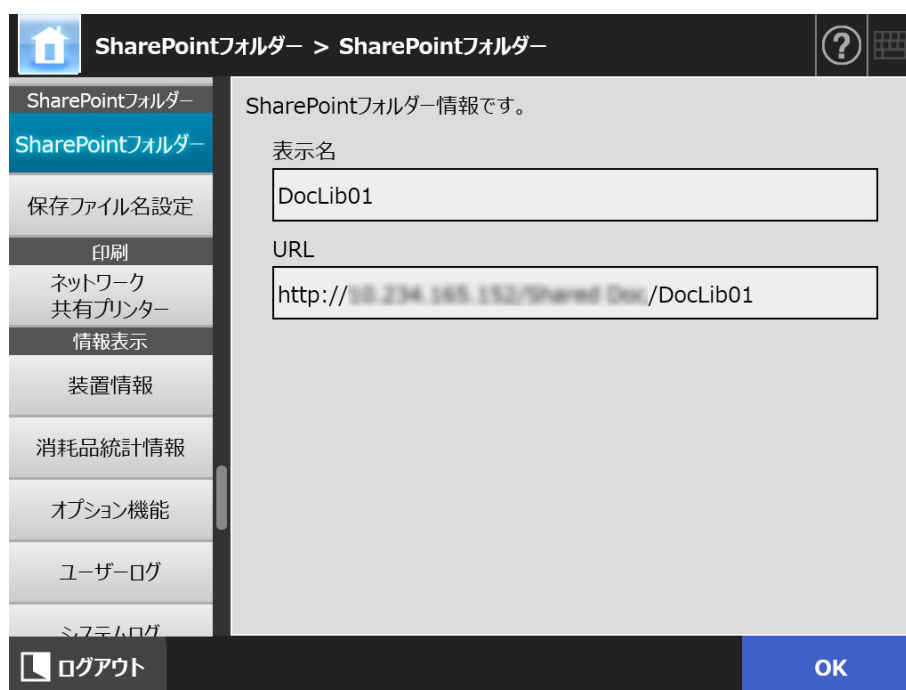 SharePointフォルダー > SharePointフォルダー
SharePointフォルダー
SharePointフォルダー
保存ファイル名設定
印刷
ネットワーク
共有プリンター
情報表示
装置情報
消耗品統計情報
オプション機能
ユーザーログ
システムログ
SharePointフォルダー情報です。
表示名
DocLib01
URL
http:// /DocLib01
ログアウト
OK